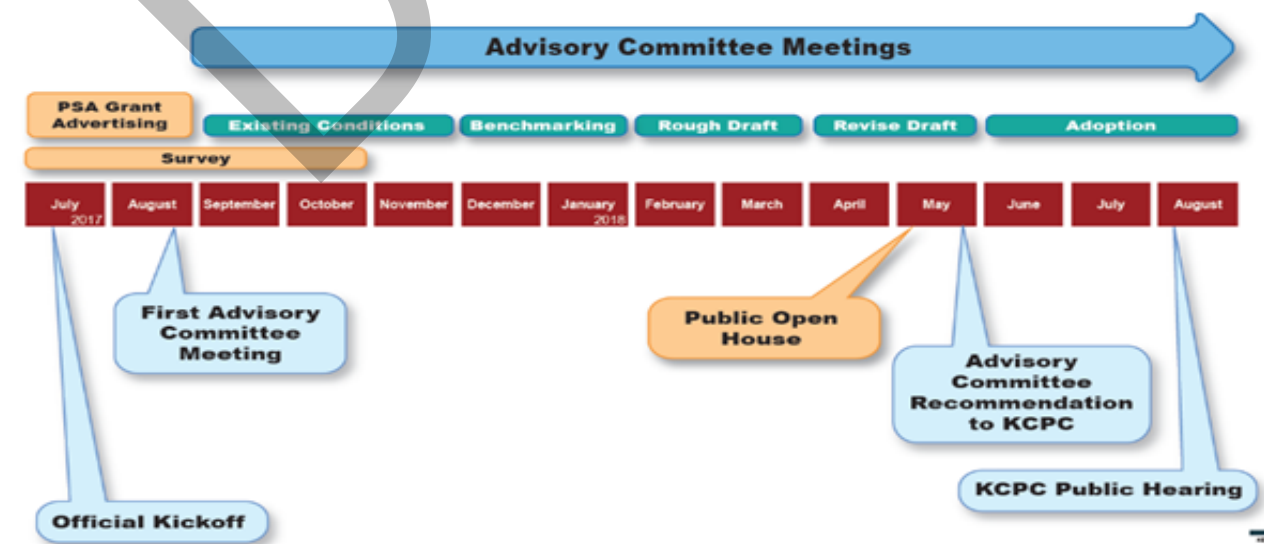 Advisory Committee Meetings
PSA Grant
Advertising
Existing Conditions
Benchmarking
Rough Draft
Revise Draft
Adoption
Survey
July
2017
August
September
October
November
December
January
2018
February
March
April
May
June
July
August
First Advisory
Committee
Meeting
Public Open
House
Advisory
Committee
Recommendation
to KCPC
KCPC Public Hearing
Official Kickoff